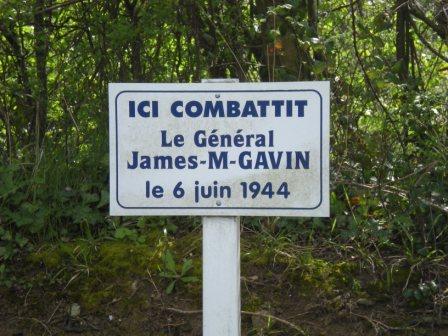 ICI COMBATTIT
Le Général
James-M-GAVIN
le 6 juin 1944